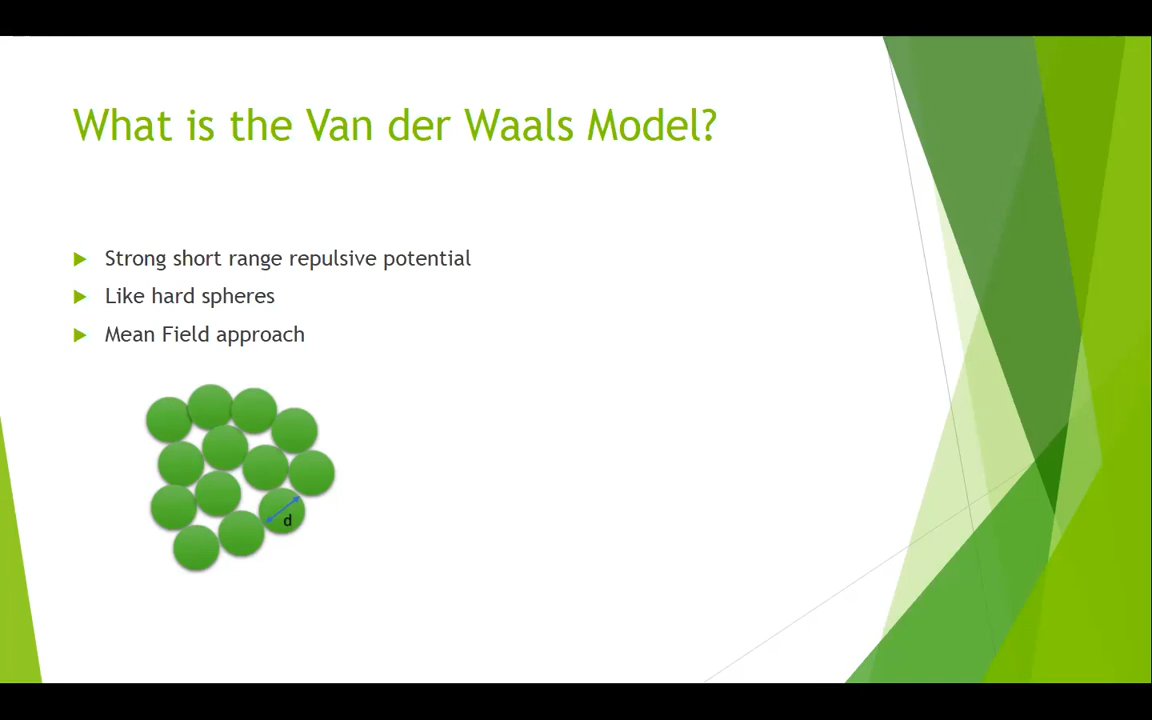 What is the Van der Waals Model?
Strong short range repulsive potential
Like hard spheres
Mean Field approach
d